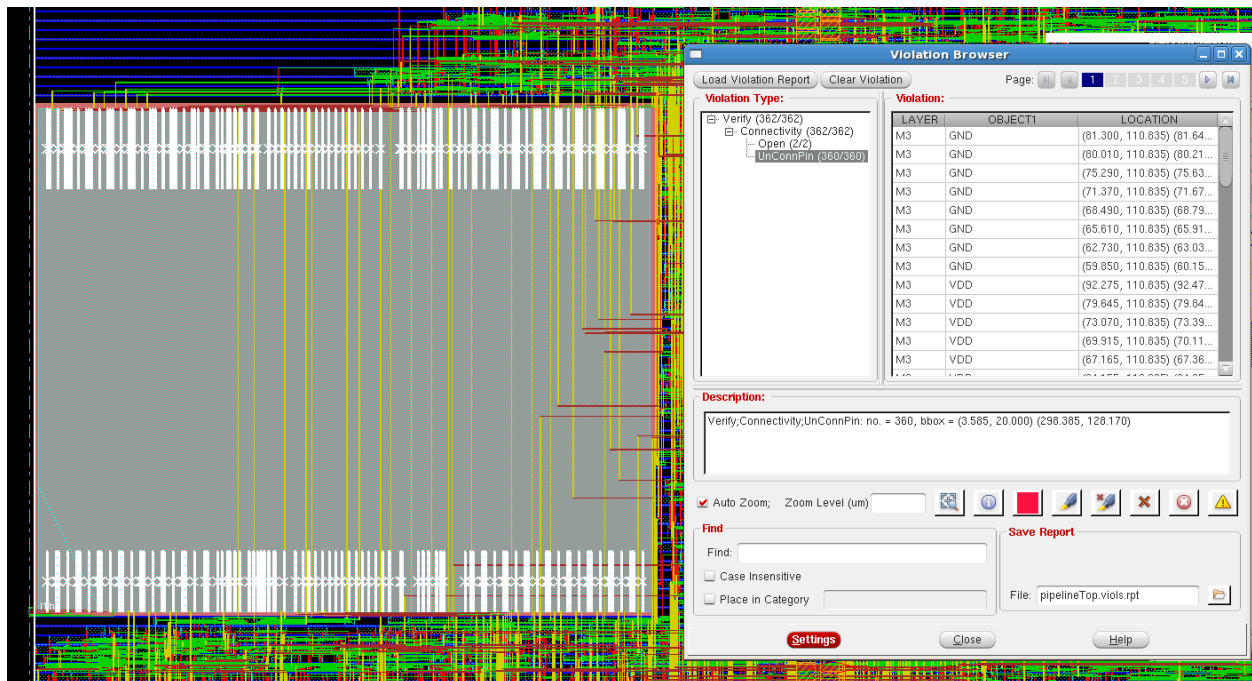 Violation Browser
Load Violation Report Clear Violation Page: 1 2 3 4 5
Violation Type:
Verify (362/362)
Connectivity (362/362)
Open (2/2)
UnConnPin (360/360)
Violation:
LAYER OBJECT1 LOCATION
M3 GND (81.300, 110.835) (81.64...
M3 GND (80.010, 110.835) (80.21...
M3 GND (75.290, 110.835) (75.63...
M3 GND (71.370, 110.835) (71.67...
M3 GND (68.490, 110.835) (68.79...
M3 GND (65.610, 110.835) (65.91...
M3 GND (62.730, 110.835) (63.03...
M3 GND (59.850, 110.835) (60.15...
M3 VDD (92.275, 110.835) (92.47...
M3 VDD (79.645, 110.835) (79.84...
M3 VDD (73.070, 110.835) (73.39...
M3 VDD (69.915, 110.835) (70.11...
M3 VDD (67.165, 110.835) (67.36...
Description:
Verify;Connectivity;UnConnPin: no. = 360, bbox = (3.585, 20.000) (298.385, 128.170)
Auto Zoom; Zoom Level (um)
Find
Find:
Case Insensitive
Place in Category
Save Report
File: pipelineTop.viols.rpt
Settings Close Help